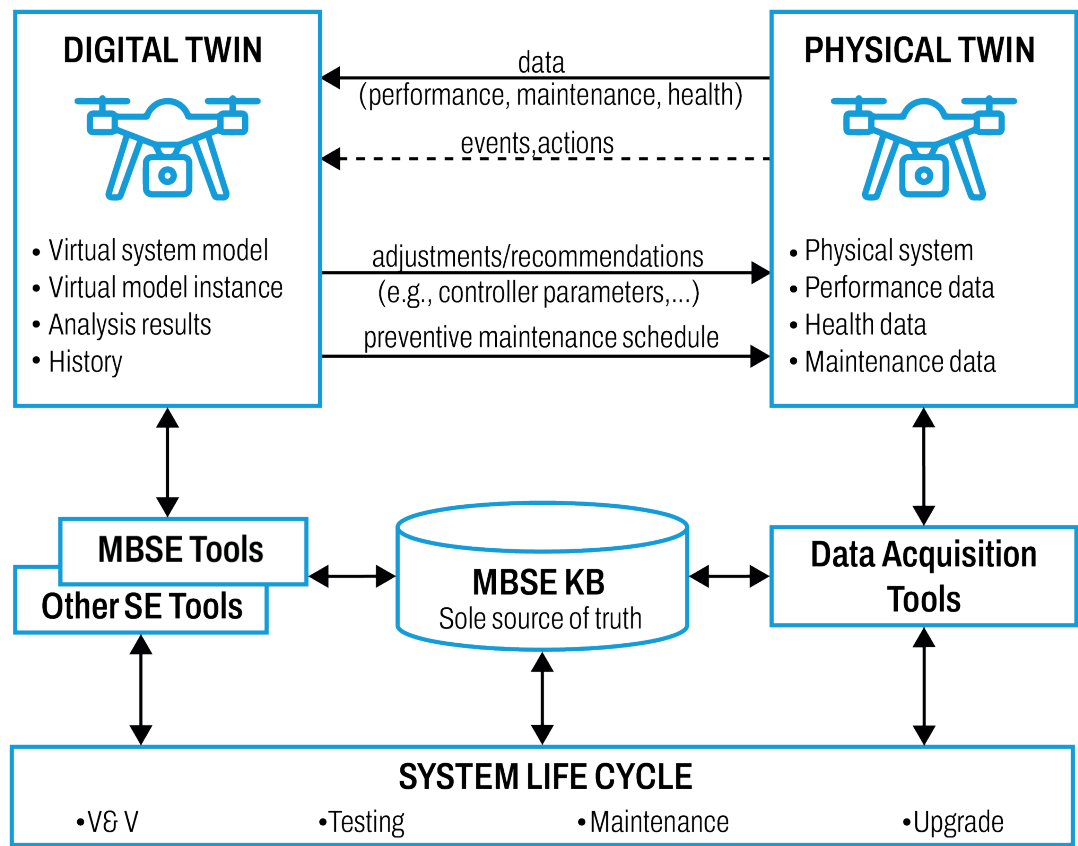 DIGITAL TWIN
• Virtual system model
• Virtual model instance
• Analysis results
• History
data
(performance, maintenance, health)
events,actions
adjustments/recommendations
(e.g., controller parameters,...)
preventive maintenance schedule
PHYSICAL TWIN
• Physical system
• Performance data
• Health data
• Maintenance data
MBSE Tools
Other SE Tools
MBSE KB
Sole source of truth
Data Acquisition
Tools
SYSTEM LIFE CYCLE
•V& V •Testing •Maintenance •Upgrade